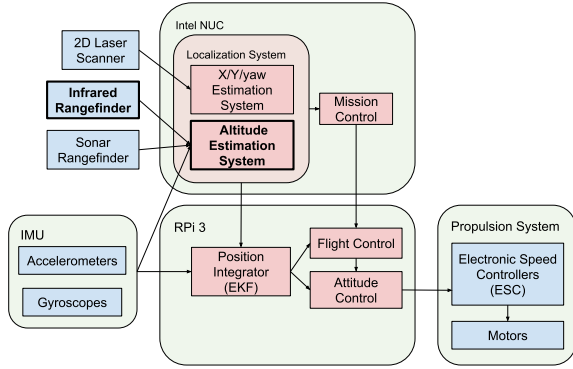 Intel NUC
2D Laser
Scanner
Localization System
X/Y/yaw
Estimation
System
Infrared
Rangefinder
Mission
Control
Altitude
Estimation
System
Sonar
Rangefinder
IMU
RPi 3
Propulsion System
Accelerometers
Gyroscopes
Position
Integrator
(EKF)
Flight Control
Attitude
Control
Electronic Speed
Controllers
(ESC)
Motors